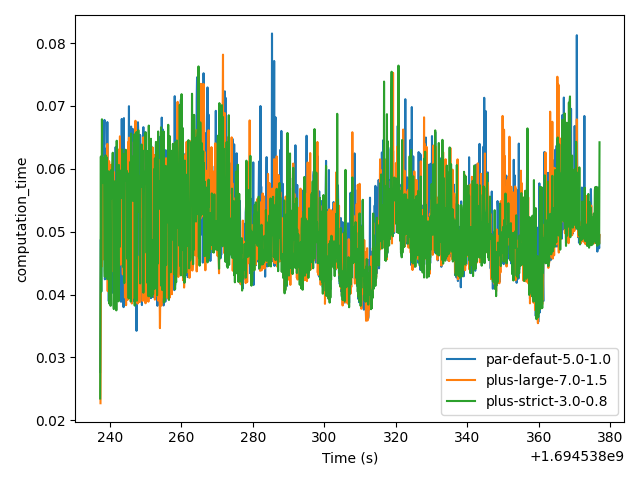 0.08
0.07
0.06
0.05
0.04
0.03
0.02
computation_time
par-defaut-5.0-1.0
plus-large-7.0-1.5
plus-strict-3.0-0.8
240 260 280 300 320 340 360 380
Time (s)
+1.694538e9